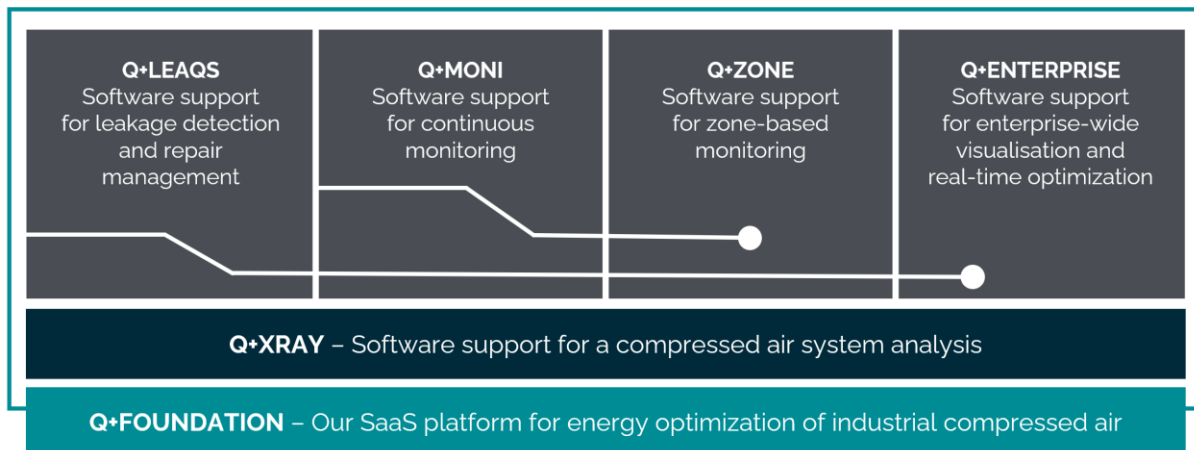 Q+LEAQS
Software support
for leakage detection
and repair
management
Q+MONI
Software support
for continuous
monitoring
Q+ZONE
Software support
for zone-based
monitoring
Q+ENTERPRISE
Software support
for enterprise-wide
visualisation and
real-time optimization
Q+XRAY – Software support for a compressed air system analysis
Q+FOUNDATION – Our SaaS platform for energy optimization of industrial compressed air